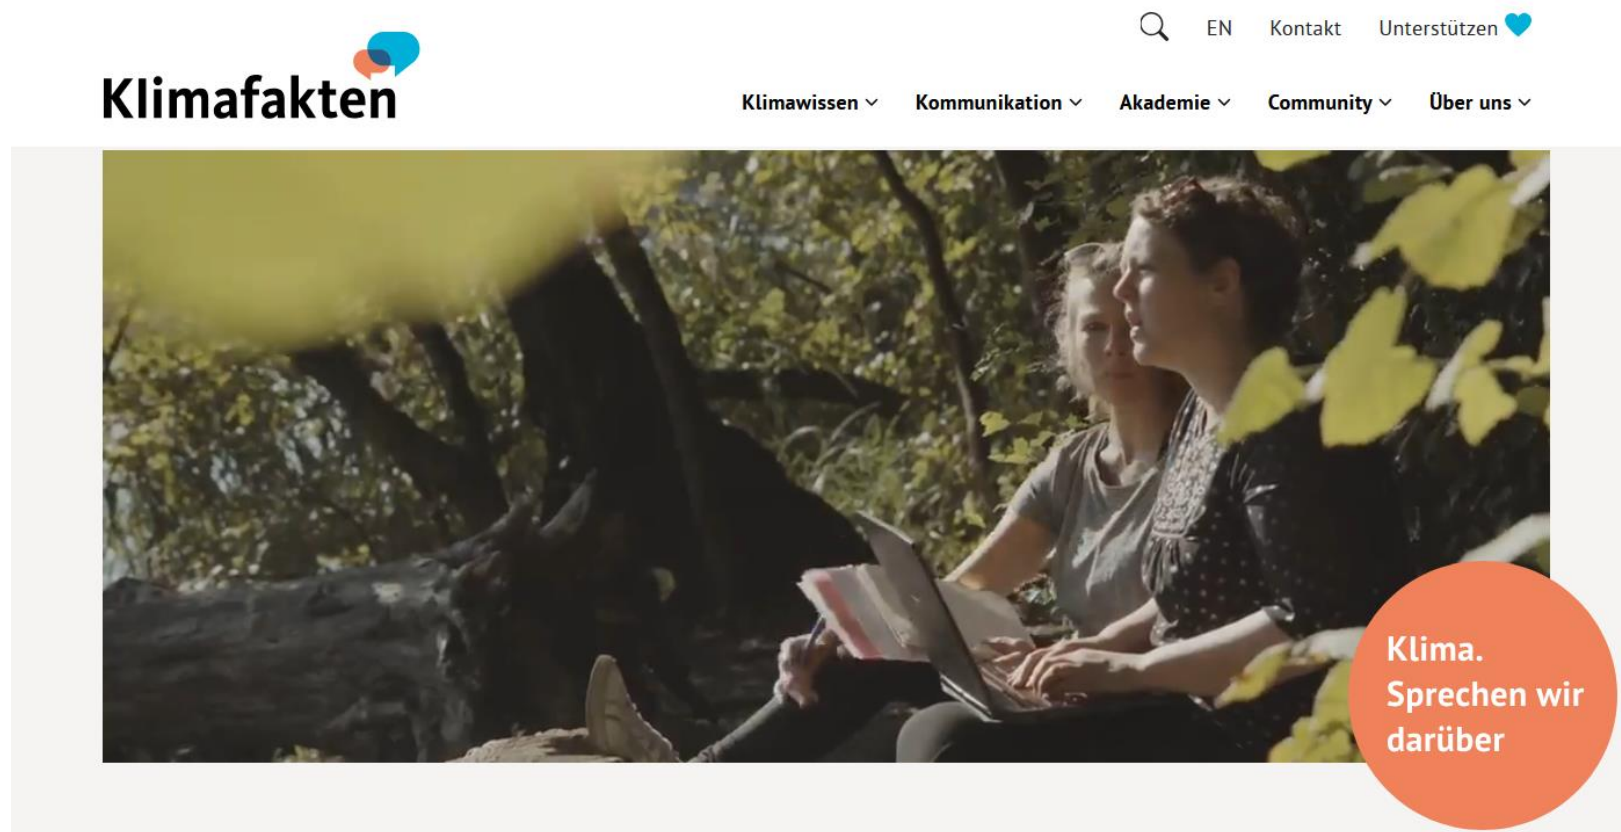 EN Kontakt Unterstützen
Klimafakten
Klimawissen Kommunikation Akademie Community Über uns
Klima.
Sprechen wir
darüber